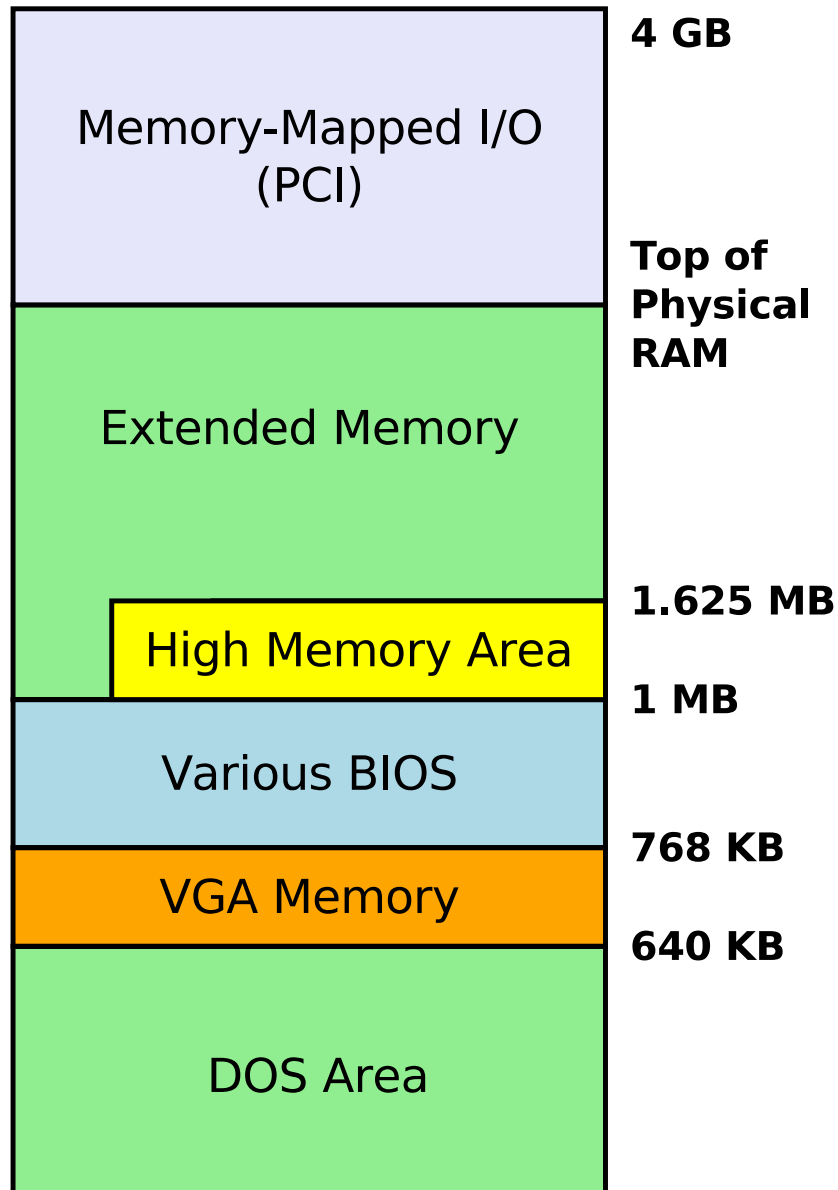 4 GB
Memory-Mapped I/O
(PCI)
Top of
Physical
RAM
Extended Memory
1.625 MB
High Memory Area
1 MB
Various BIOS
768 KB
VGA Memory
640 KB
DOS Area